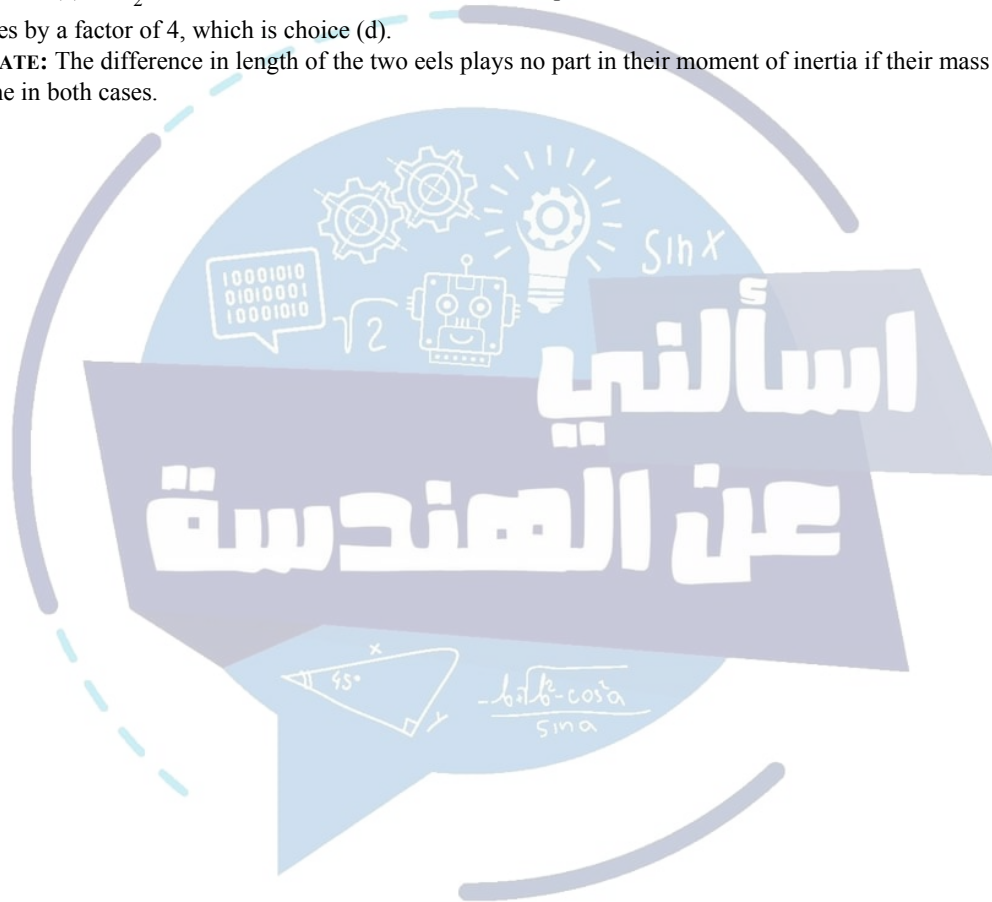 2
es by a factor of 4, which is choice (d).
ATE: The difference in length of the two eels plays no part in their moment of inertia if their mass
e in both cases.
Sin x
10001010
01010001
10001010
√2
اسألني
عن الهندسة
x
45°
y
sin a